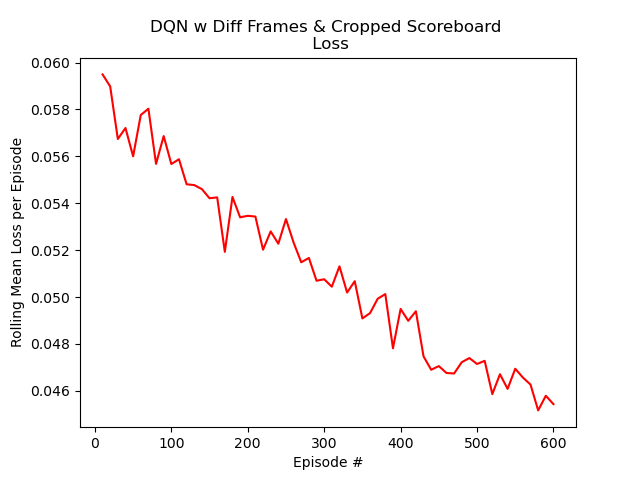 DQN w Diff Frames & Cropped Scoreboard
Loss
0.060
0.058
0.056
0.054
0.052
0.050
0.048
0.046
Rolling Mean Loss per Episode
0 100 200 300 400 500 600
Episode #